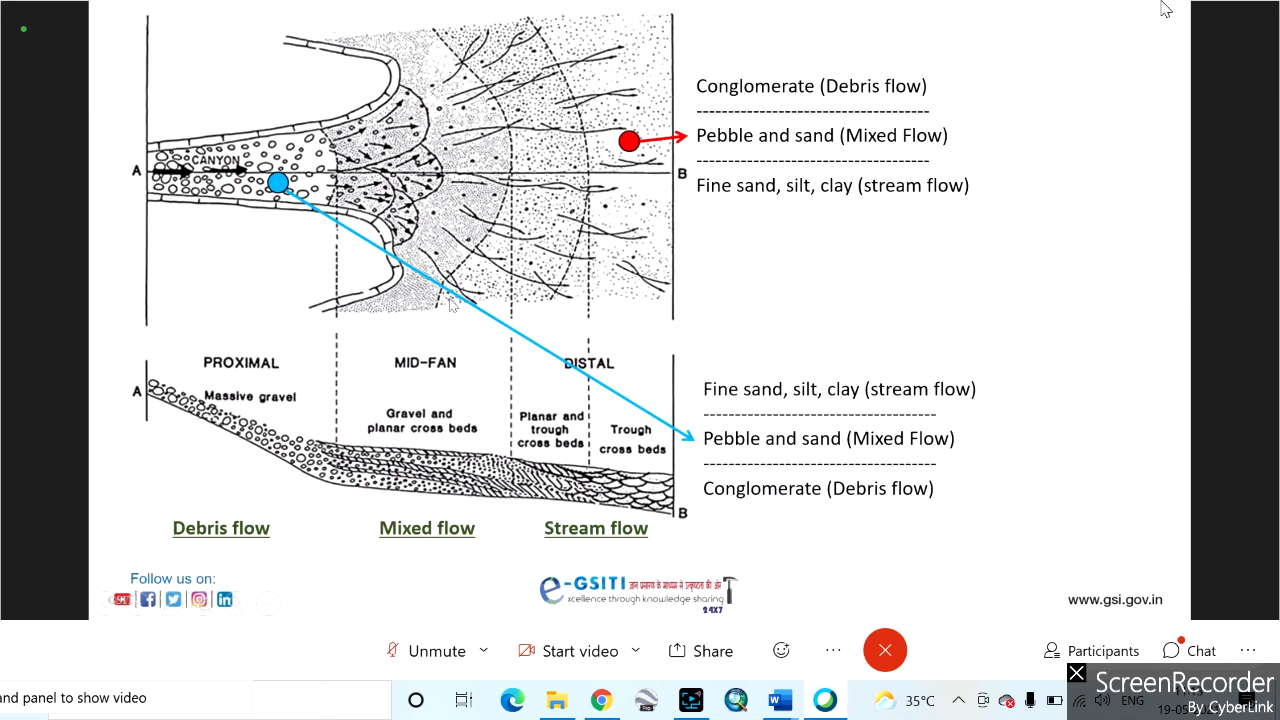 Conglomerate (Debris flow)
-----------------------------------
Pebble and sand (Mixed Flow)
-----------------------------------
Fine sand, silt, clay (stream flow)
CANYON
A
B
PROXIMAL
MID-FAN
DISTAL
A
Massive gravel
Gravel and
planar cross beds
Planar and
trough
cross beds
Trough
cross beds
B
Fine sand, silt, clay (stream flow)
-----------------------------------
Pebble and sand (Mixed Flow)
-----------------------------------
Conglomerate (Debris flow)
Debris flow
Mixed flow
Stream flow
Follow us on:
e-GSITI
xcellence through knowledge sharing
24X7
www.gsi.gov.in
Unmute
Start video
Share
Participants
Chat
and panel to show video
35°C
ENG
ScreenRecorder
By CyberLink